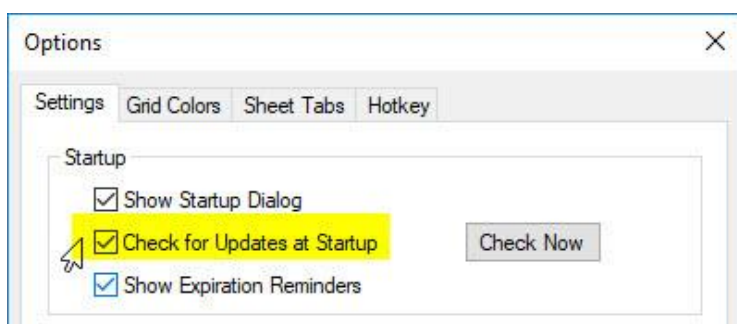 Options
Settings Grid Colors Sheet Tabs Hotkey
Startup
Show Startup Dialog
Check for Updates at Startup Check Now
Show Expiration Reminders